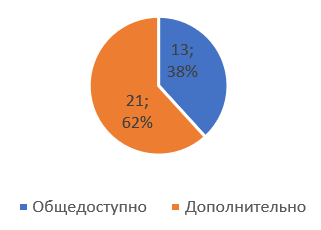 13;
38%
21;
62%
Общедоступно
Дополнительно